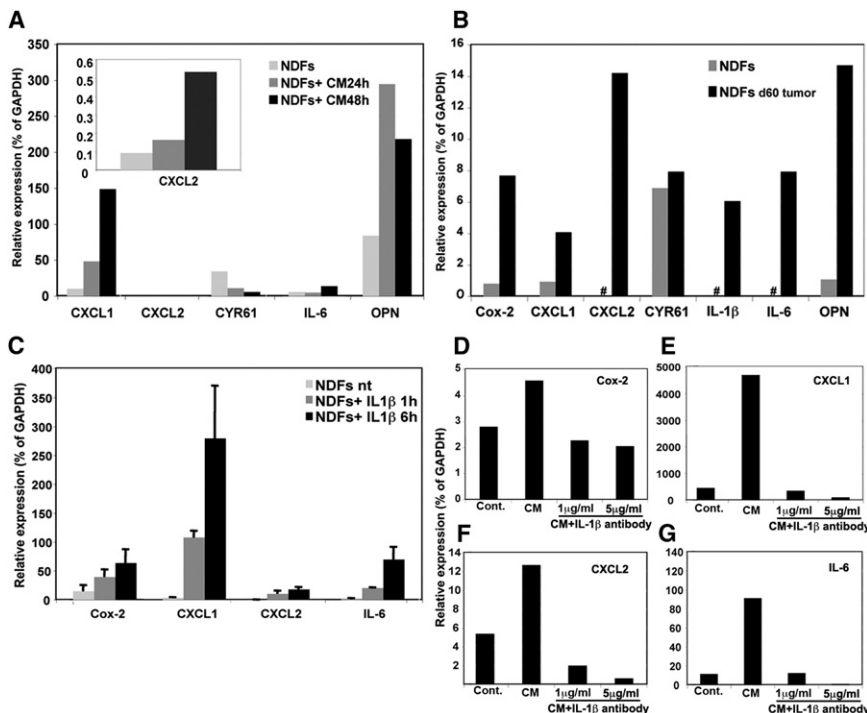 A
Relative expression (% of GAPDH)
350
300
250
200
150
100
50
0
0.6
0.5
0.4
0.3
0.2
0.1
0
CXCL2
NDFs
NDFs+ CM24h
NDFs+ CM48h
CXCL1 CXCL2 CYR61 IL-6 OPN
B
Relative expression (% of GAPDH)
16
14
12
10
8
6
4
2
0
NDFs
NDFs d60 tumor
# # #
Cox-2 CXCL1 CXCL2 CYR61 IL-1β IL-6 OPN
C
Relative expression (% of GAPDH)
400
350
300
250
200
150
100
50
0
NDFs nt
NDFs+ IL1β 1h
NDFs+ IL1β 6h
Cox-2 CXCL1 CXCL2 IL-6
Relative expression (% of GAPDH)
D
Cox-2
5
4
3
2
1
0
Cont. CM 1μg/ml 5μg/ml
CM+IL-1β antibody
E
CXCL1
5000
4000
3000
2000
1000
0
Cont. CM 1μg/ml 5μg/ml
CM+IL-1β antibody
F
CXCL2
14
12
10
8
6
4
2
Cont. CM 1μg/ml 5μg/ml
CM+IL-1β antibody
G
IL-6
140
120
100
80
60
40
20
0
Cont. CM 1μg/ml 5μg/ml
CM+IL-1β antibody